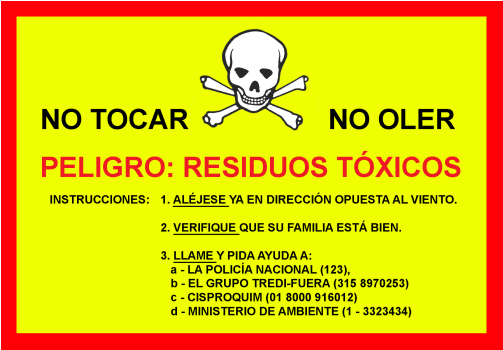 NO TOCAR NO OLER
PELIGRO: RESIDUOS TÓXICOS
INSTRUCCIONES: 1. ALÉJESE YA EN DIRECCIÓN OPUESTA AL VIENTO.
2. VERIFIQUE QUE SU FAMILIA ESTÁ BIEN.
3. LLAME Y PIDA AYUDA A:
a - LA POLICÍA NACIONAL (123),
b - EL GRUPO TREDI-FUERA (315 8970253)
c - CISPROQUIM (01 8000 916012)
d - MINISTERIO DE AMBIENTE (1 - 3323434)